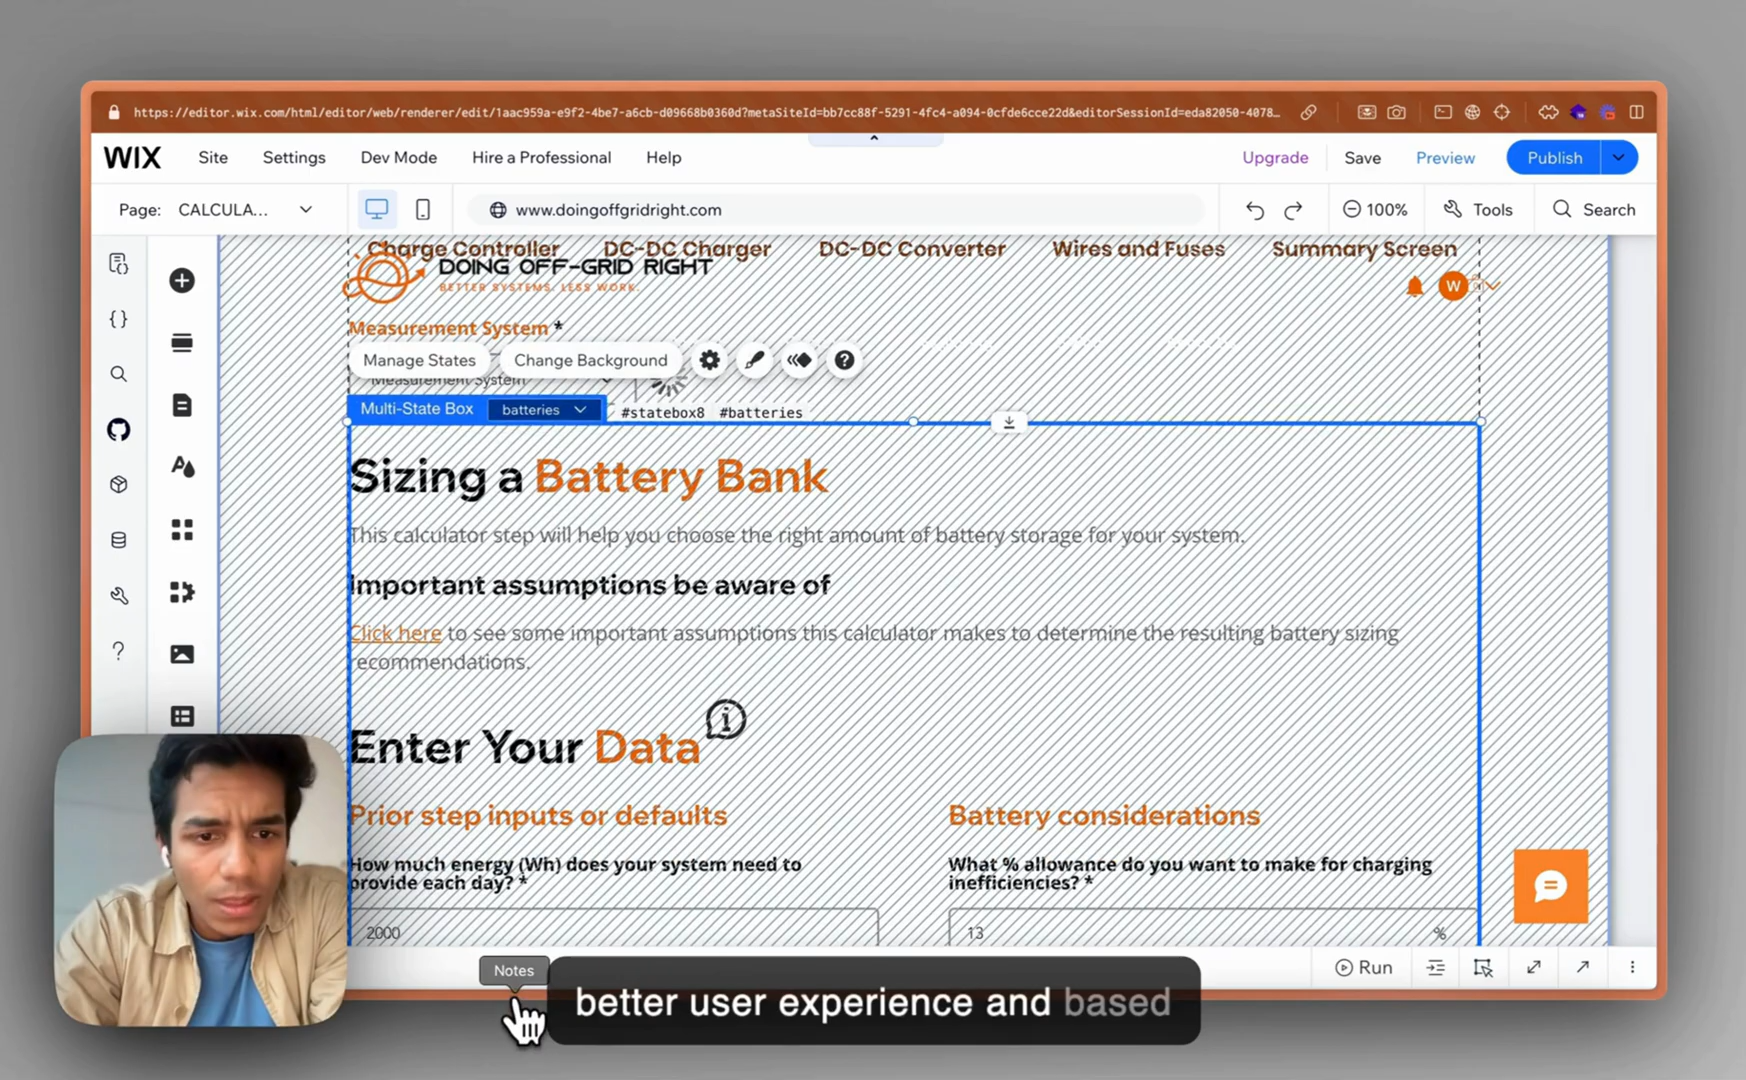 https://editor.wix.com/html/editor/web/renderer/edit/1aac959a-e9f2-4be7-a6cb-d09668b0360d?metaSiteId=bb7cc88f-5291-4fc4-a094-0cfde6cce22d&editorSessionId=eda82050-4078...
WIX Site Settings Dev Mode Hire a Professional Help Upgrade Save Preview Publish
Page: CALCULA... www.doingoffgridright.com 100% Tools Search
Charge Controller DC-DC Charger DC-DC Converter Wires and Fuses Summary Screen
DOING OFF-GRID RIGHT
BETTER SYSTEMS. LESS WORK.
W
Measurement System *
Manage States Change Background
Measurement System
Multi-State Box batteries #statebox8 #batteries
Sizing a Battery Bank
This calculator step will help you choose the right amount of battery storage for your system.
Important assumptions be aware of
Click here to see some important assumptions this calculator makes to determine the resulting battery sizing
recommendations.
Enter Your Data
Prior step inputs or defaults
Battery considerations
How much energy (Wh) does your system need to
provide each day? *
What % allowance do you want to make for charging
inefficiencies? *
2000
13 %
Notes
Run
better user experience and based